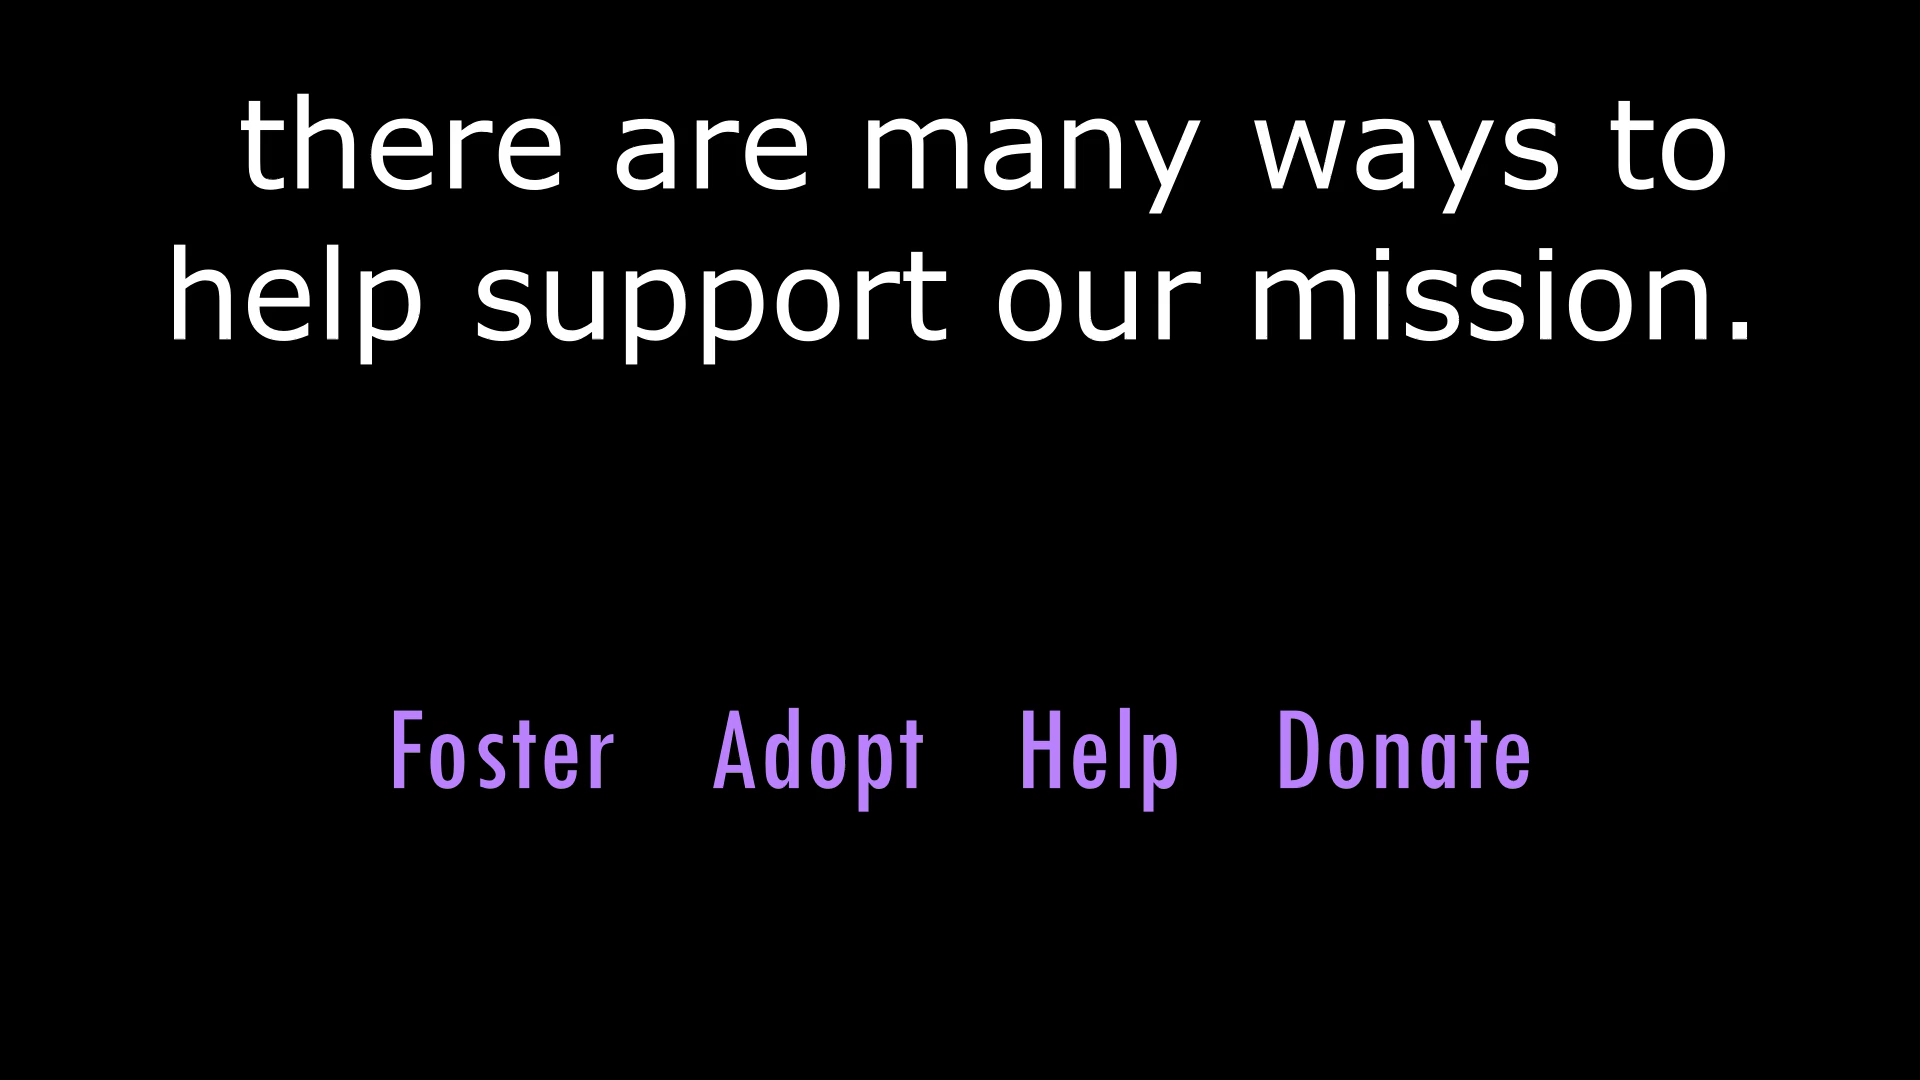 there are many ways to
help support our mission.
Foster Adopt Help Donate